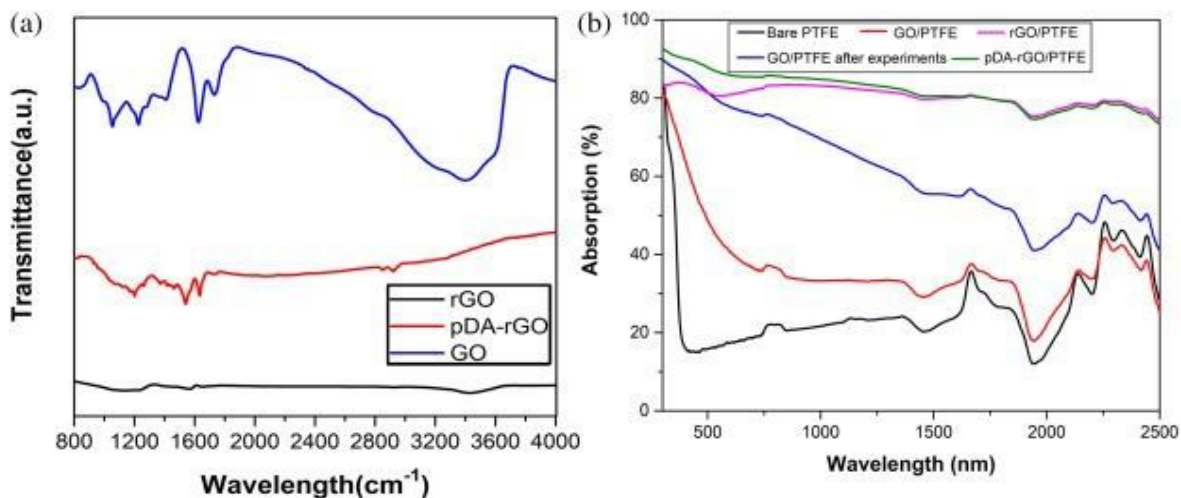 (a)
Transmittance(a.u.)
rGO
pDA-rGO
GO
800 1200 1600 2000 2400 2800 3200 3600 4000
Wavelength(cm⁻¹)
(b)
100
80
60
40
20
0
Absorption (%)
Bare PTFE GO/PTFE rGO/PTFE
GO/PTFE after experiments pDA-rGO/PTFE
500 1000 1500 2000 2500
Wavelength (nm)